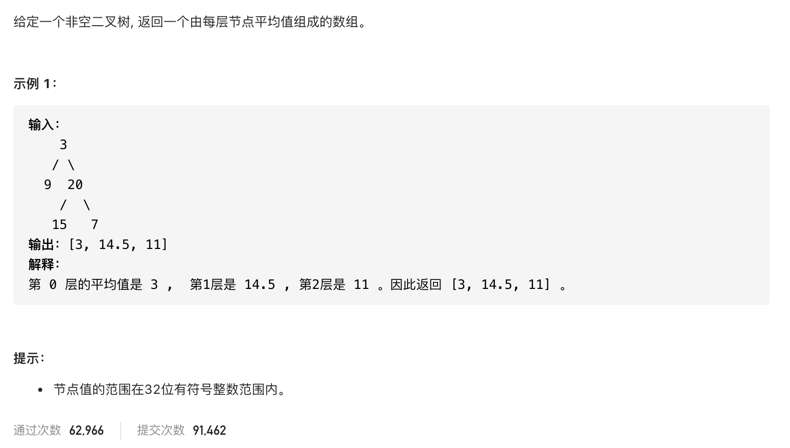 给定一个非空二叉树, 返回一个由每层节点平均值组成的数组。
示例 1：
输入：
3
/ \
9  20
/  \
15   7
输出：[3, 14.5, 11]
解释：
第 0 层的平均值是 3 ,  第1层是 14.5 , 第2层是 11 。因此返回 [3, 14.5, 11] 。
提示：
• 节点值的范围在32位有符号整数范围内。
通过次数 62,966 | 提交次数 91,462